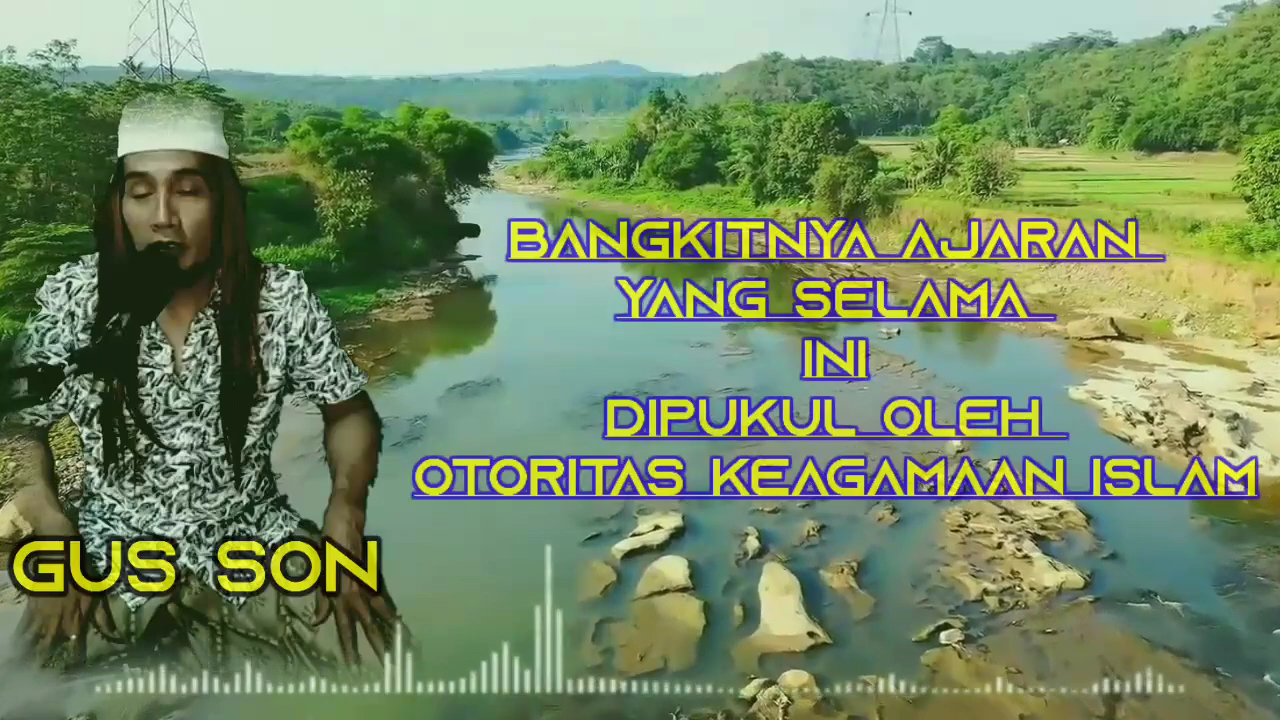 BANGKITNYA AJARAN
YANG SELAMA
INI
DIPUKUL OLEH
OTORITAS KEAGAMAAN ISLAM
GUS SON